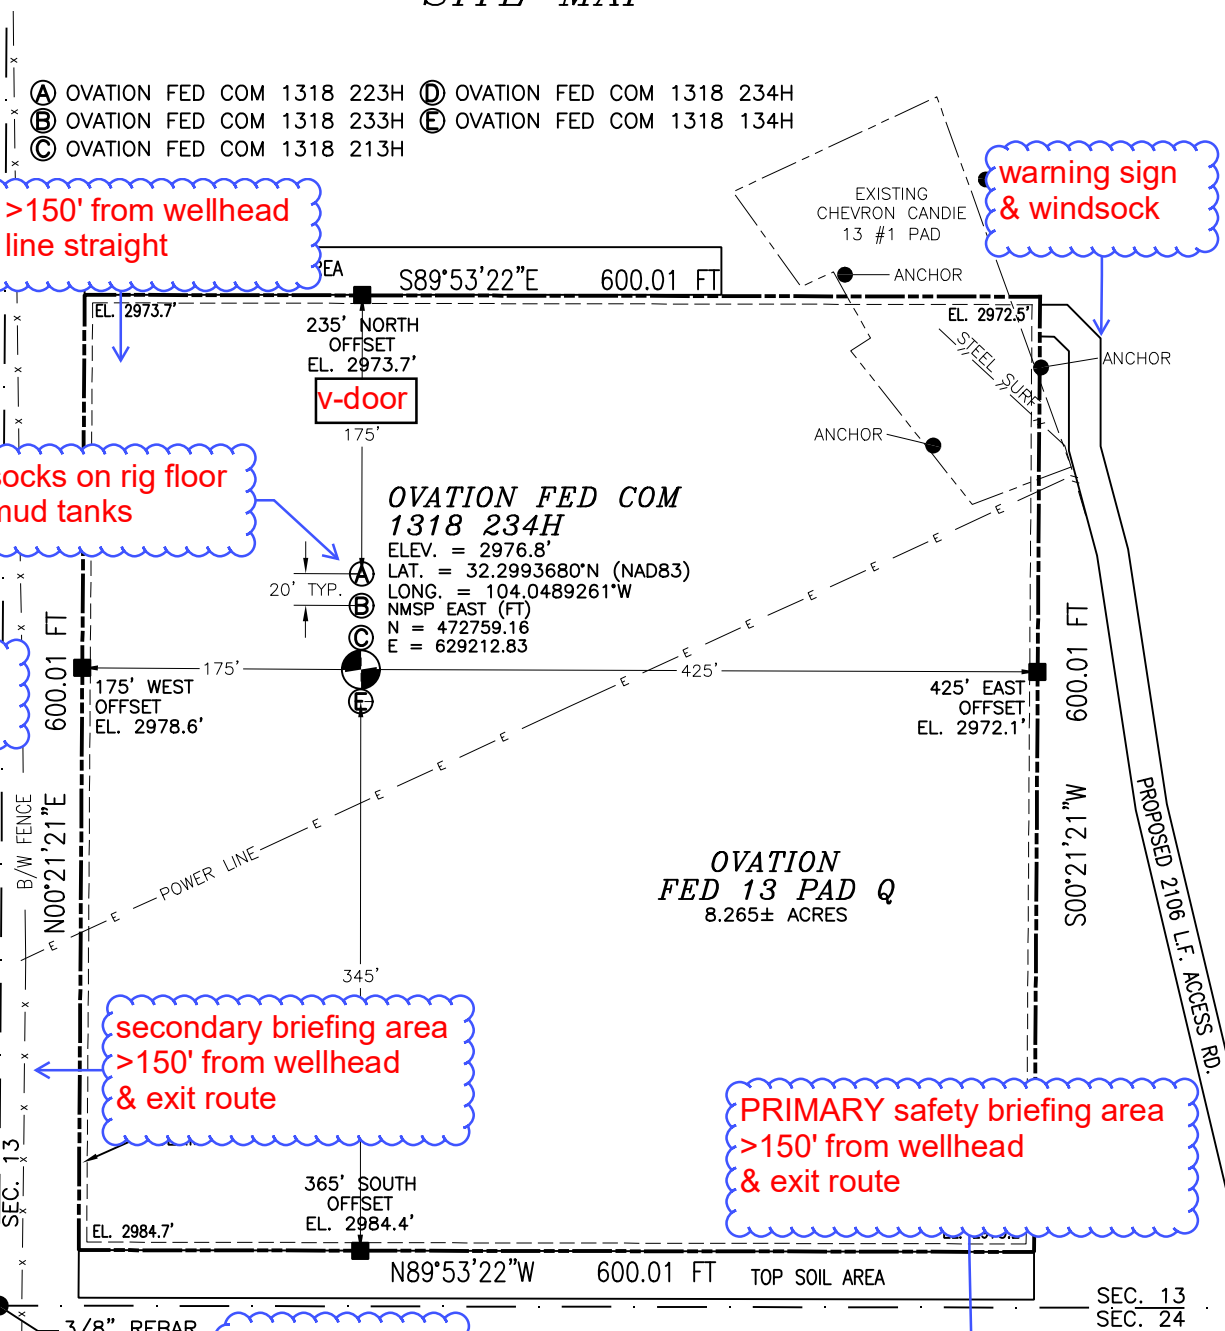 SITE MAP
Ⓐ OVATION FED COM 1318 223H Ⓓ OVATION FED COM 1318 234H
Ⓑ OVATION FED COM 1318 233H Ⓔ OVATION FED COM 1318 134H
Ⓒ OVATION FED COM 1318 213H
>150' from wellhead
line straight
warning sign
& windsock
EXISTING
CHEVRON CANDIE
13 #1 PAD
ANCHOR
S89°53'22"E 600.01 FT
EL. 2973.7'
235' NORTH
OFFSET
EL. 2973.7'
EL. 2972.5'
STEEL SURF
ANCHOR
v-door
175'
ANCHOR
socks on rig floor
mud tanks
OVATION FED COM
1318 234H
ELEV. = 2976.8'
LAT. = 32.2993680°N (NAD83)
LONG. = 104.0489261°W
NMSP EAST (FT)
N = 472759.16
E = 629212.83
20' TYP.
A
B
C
E
175'
425'
175' WEST
OFFSET
EL. 2978.6'
425' EAST
OFFSET
EL. 2972.1'
600.01 FT
N00°21'21"E
B/W FENCE
600.01 FT
S00°21'21"W
POWER LINE
OVATION
FED 13 PAD Q
8.265± ACRES
PROPOSED 2106 L.F. ACCESS RD.
345'
secondary briefing area
>150' from wellhead
& exit route
PRIMARY safety briefing area
>150' from wellhead
& exit route
SEC. 13
365' SOUTH
OFFSET
EL. 2984.4'
EL. 2984.7'
N89°53'22"W 600.01 FT TOP SOIL AREA
SEC. 13
SEC. 24
3/8" REBAR